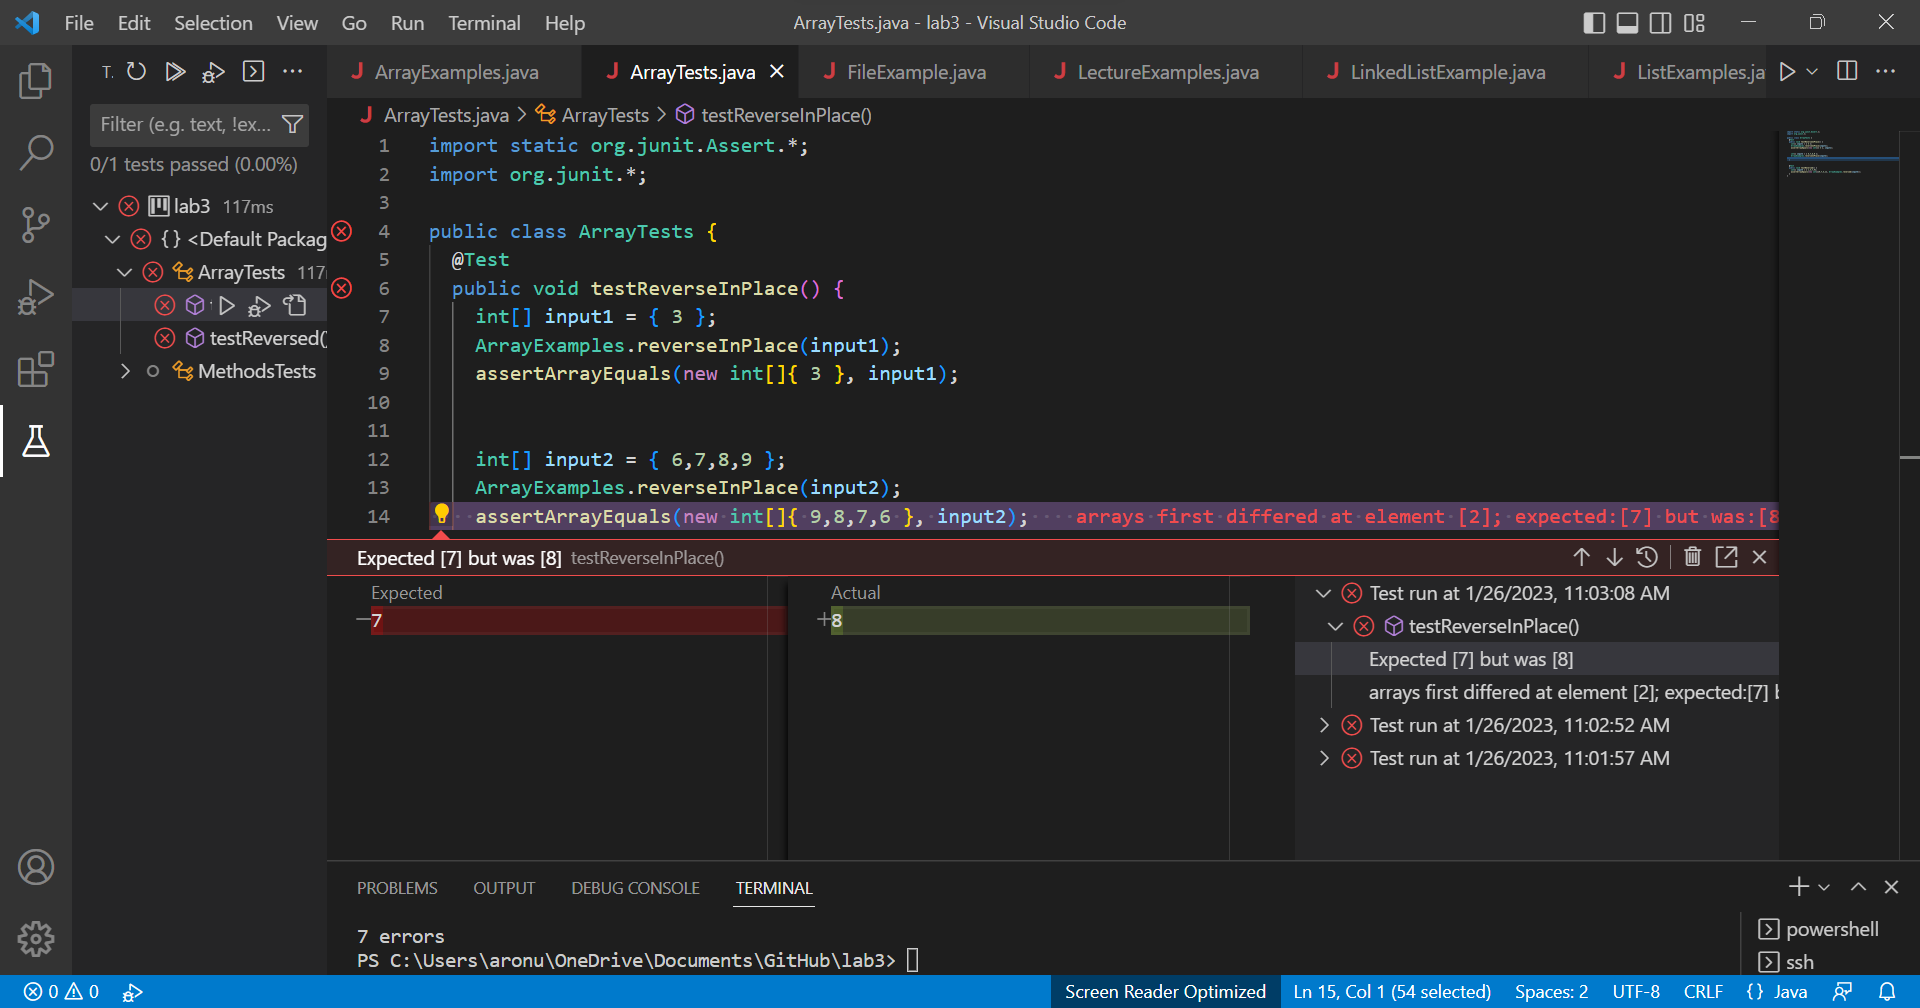 File Edit Selection View Go Run Terminal Help
ArrayTests.java - lab3 - Visual Studio Code
T.
ArrayExamples.java
ArrayTests.java
FileExample.java
LectureExamples.java
LinkedListExample.java
ListExamples.ja
Filter (e.g. text, !ex...
0/1 tests passed (0.00%)
lab3 117ms
{} <Default Packag
ArrayTests 117
testReversed()
MethodsTests
ArrayTests.java > ArrayTests > testReverseInPlace()
1 import static org.junit.Assert.*;
2 import org.junit.*;
3
4 public class ArrayTests {
5 @Test
6 public void testReverseInPlace() {
7 int[] input1 = { 3 };
8 ArrayExamples.reverseInPlace(input1);
9 assertArrayEquals(new int[]{ 3 }, input1);
10
11
12 int[] input2 = { 6,7,8,9 };
13 ArrayExamples.reverseInPlace(input2);
14 assertArrayEquals(new int[]{ 9,8,7,6 }, input2); arrays first differed at element [2]; expected:[7] but was:[8
Expected [7] but was [8] testReverseInPlace()
Expected
7
Actual
8
Test run at 1/26/2023, 11:03:08 AM
testReverseInPlace()
Expected [7] but was [8]
arrays first differed at element [2]; expected:[7] b
Test run at 1/26/2023, 11:02:52 AM
Test run at 1/26/2023, 11:01:57 AM
PROBLEMS OUTPUT DEBUG CONSOLE TERMINAL
7 errors
PS C:\Users\aronu\OneDrive\Documents\GitHub\lab3>
powershell
ssh
0 0
Screen Reader Optimized
Ln 15, Col 1 (54 selected)
Spaces: 2
UTF-8
CRLF
{} Java